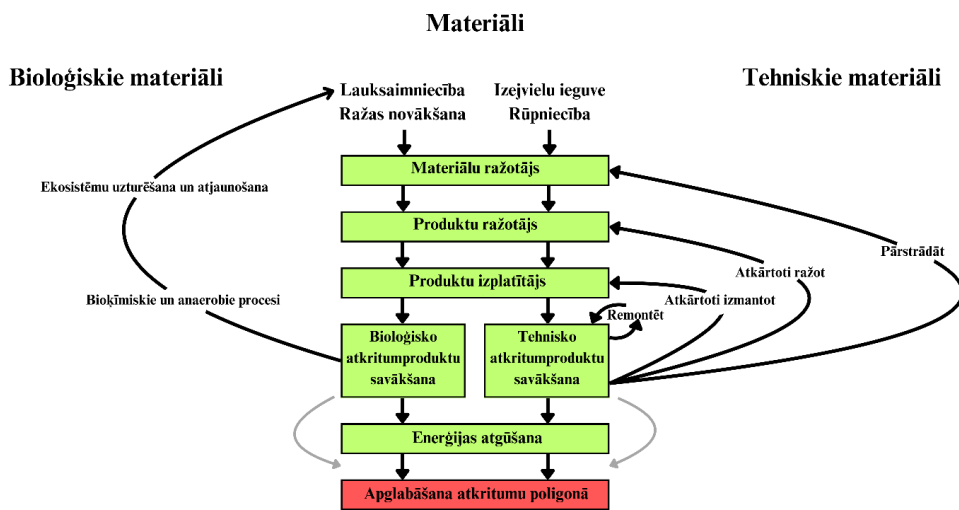 Materiāli
Bioloģiskie materiāli
Tehniskie materiāli
Lauksaimniecība
Ražas novākšana
Izejvielu ieguve
Rūpniecība
Materiālu ražotājs
Ekosistēmu uzturēšana un atjaunošana
Produktu ražotājs
Pārstrādāt
Atkārtoti ražot
Produktu izplatītājs
Bioķīmiskie un anaerobie procesi
Atkārtoti izmantot
Remontēt
Bioloģisko
atkritumproduktu
savākšana
Tehnisko
atkritumproduktu
savākšana
Enerģijas atgūšana
Apglabāšana atkritumu poligonā